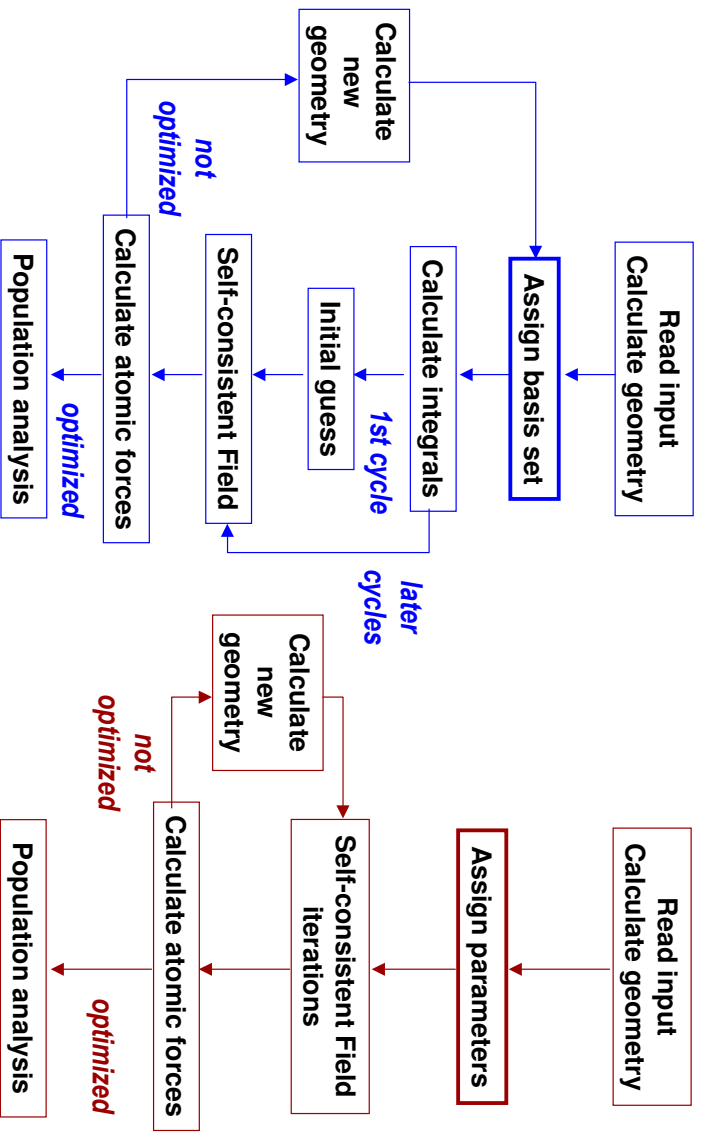 Read input
Calculate geometry
Assign basis set
Calculate integrals
1st cycle
later
cycles
Initial guess
Self-consistent Field
Calculate
new
geometry
not
optimized
Calculate atomic forces
optimized
Population analysis
Read input
Calculate geometry
Assign parameters
Self-consistent Field
iterations
Calculate
new
geometry
not
optimized
Calculate atomic forces
optimized
Population analysis